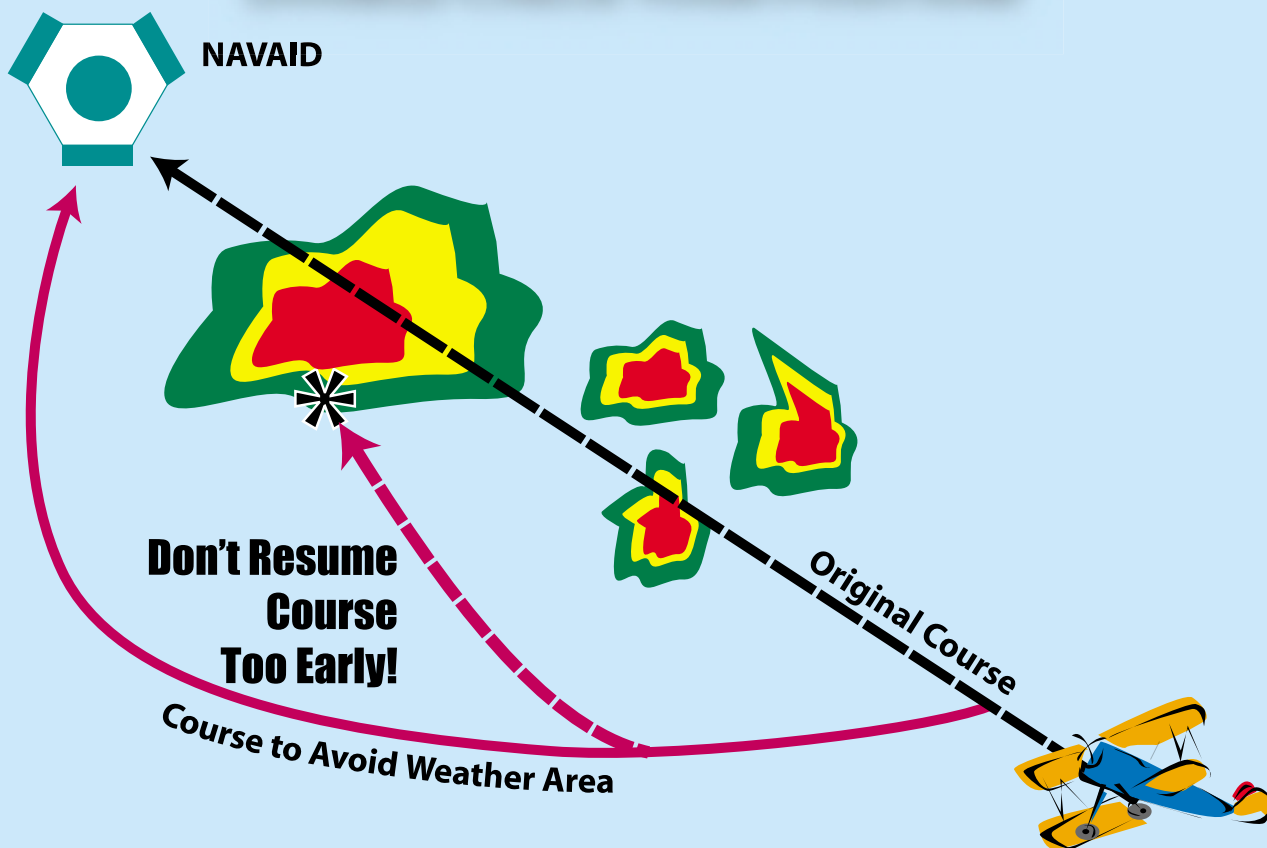 NAVAID
Original Course
Don't Resume
Course
Too Early!
Course to Avoid Weather Area